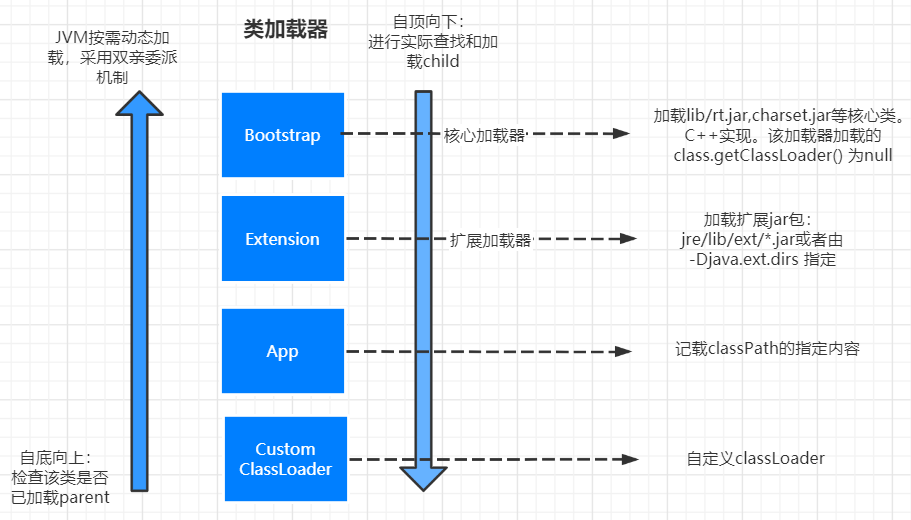 类加载器
JVM按需动态加
载，采用双亲委派
机制
自顶向下：
进行实际查找和加
载child
Bootstrap
核心加载器
加载lib/rt.jar,charset.jar等核心类。
C++实现。该加载器加载的
class.getClassLoader() 为null
Extension
扩展加载器
加载扩展jar包：
jre/lib/ext/*.jar或者由
-Djava.ext.dirs 指定
App
记载classPath的指定内容
Custom
ClassLoader
自定义classLoader
自底向上：
检查该类是否
已加载parent